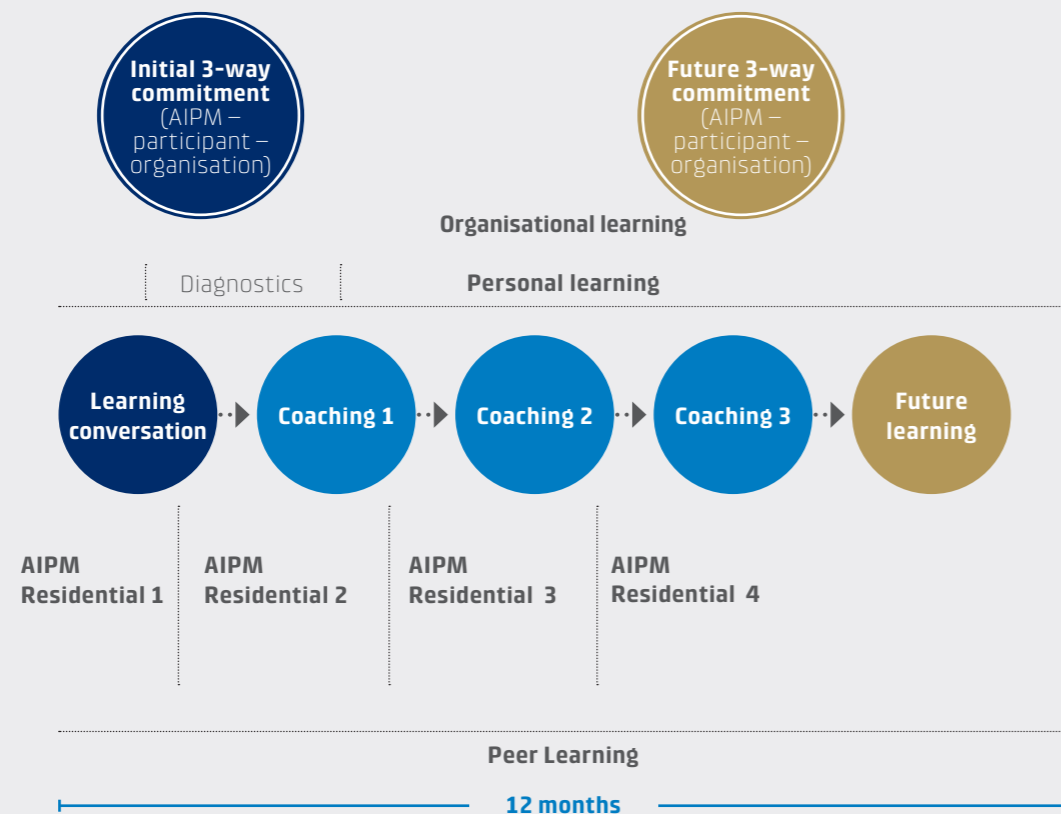 Initial 3-way
commitment
(AIPM –
participant –
organisation)
Future 3-way
commitment
(AIPM –
participant –
organisation)
Organisational learning
Diagnostics
Personal learning
Learning
conversation
Coaching 1
Coaching 2
Coaching 3
Future
learning
AIPM
Residential 1
AIPM
Residential 2
AIPM
Residential 3
AIPM
Residential 4
Peer Learning
12 months